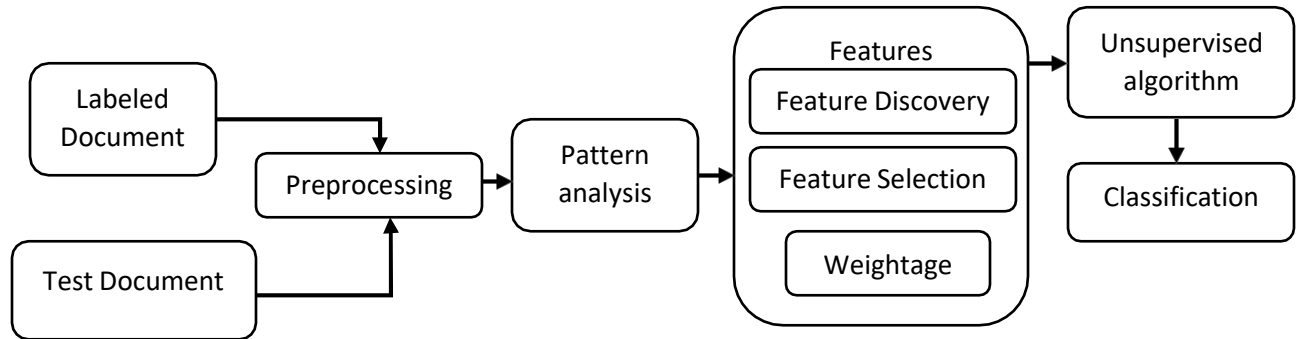 Labeled
Document
Test Document
Preprocessing
Pattern
analysis
Features
Feature Discovery
Feature Selection
Weightage
Unsupervised
algorithm
Classification